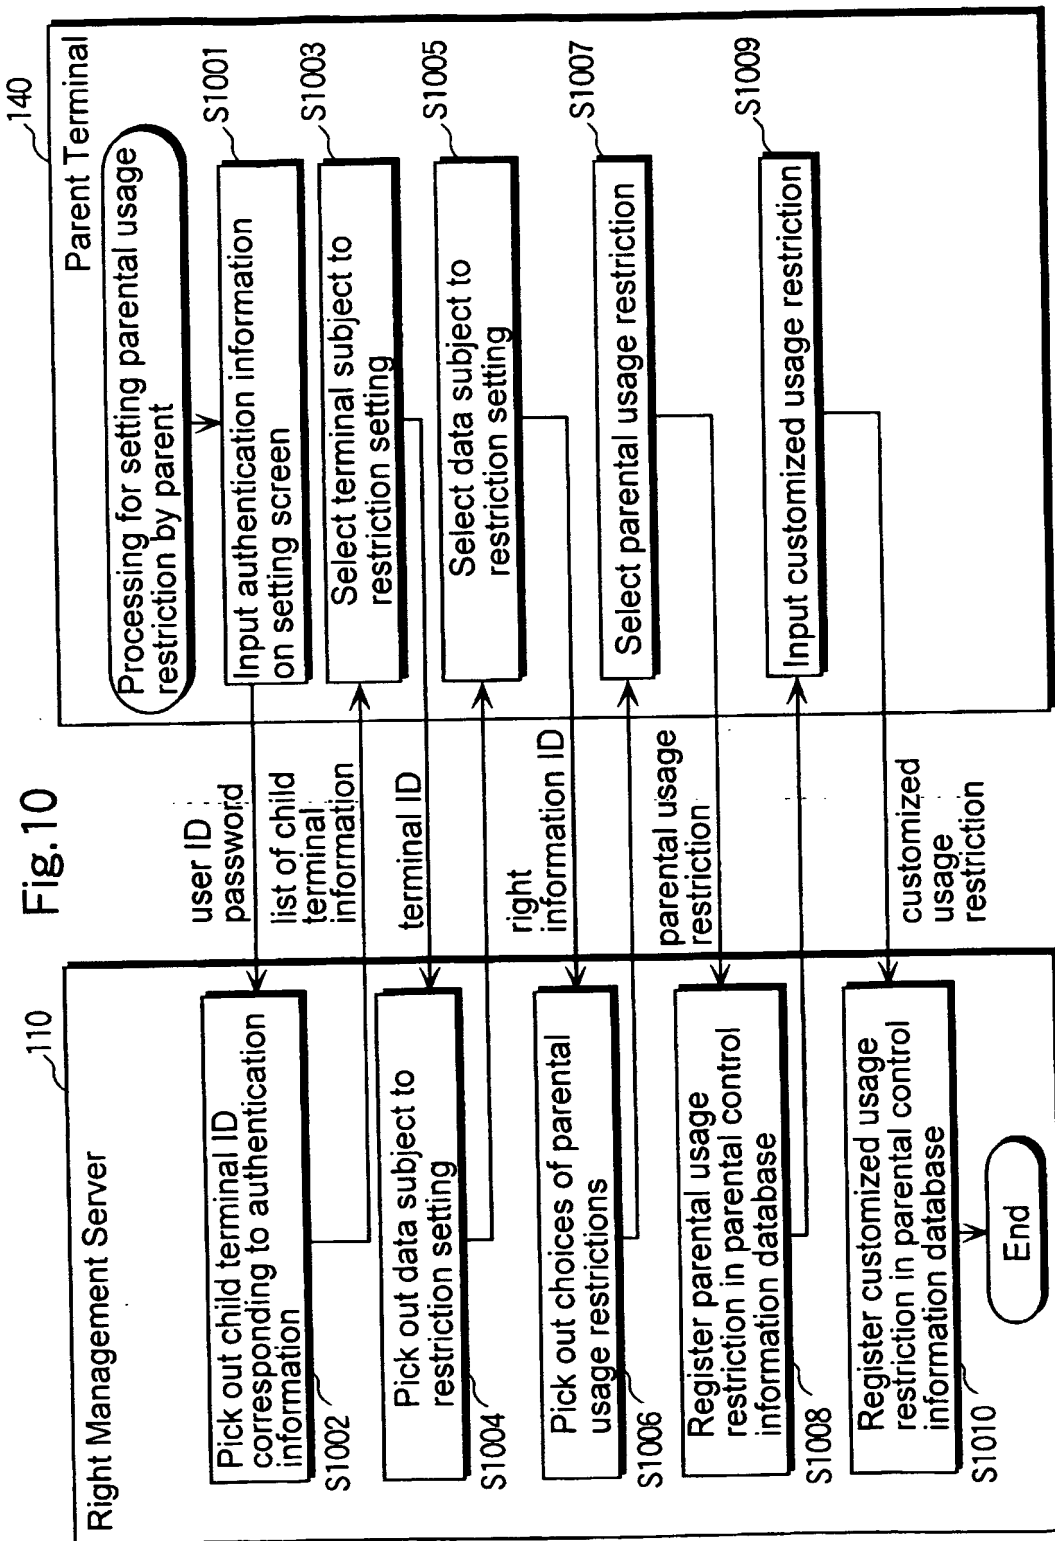 Fig.10
110
Right Management Server
Pick out child terminal ID
corresponding to authentication
information
S1002
Pick out data subject to
restriction setting
S1004
Pick out choices of parental
usage restrictions
S1006
Register parental usage
restriction in parental control
information database
S1008
Register customized usage
restriction in parental control
information database
S1010
End
user ID
password
list of child
terminal
information
terminal ID
right
information ID
parental usage
restriction
customized
usage
restriction
140
Parent Terminal
Processing for setting parental usage
restriction by parent
Input authentication information
on setting screen
S1001
Select terminal subject to
restriction setting
S1003
Select data subject to
restriction setting
S1005
Select parental usage restriction
S1007
Input customized usage restriction
S1009